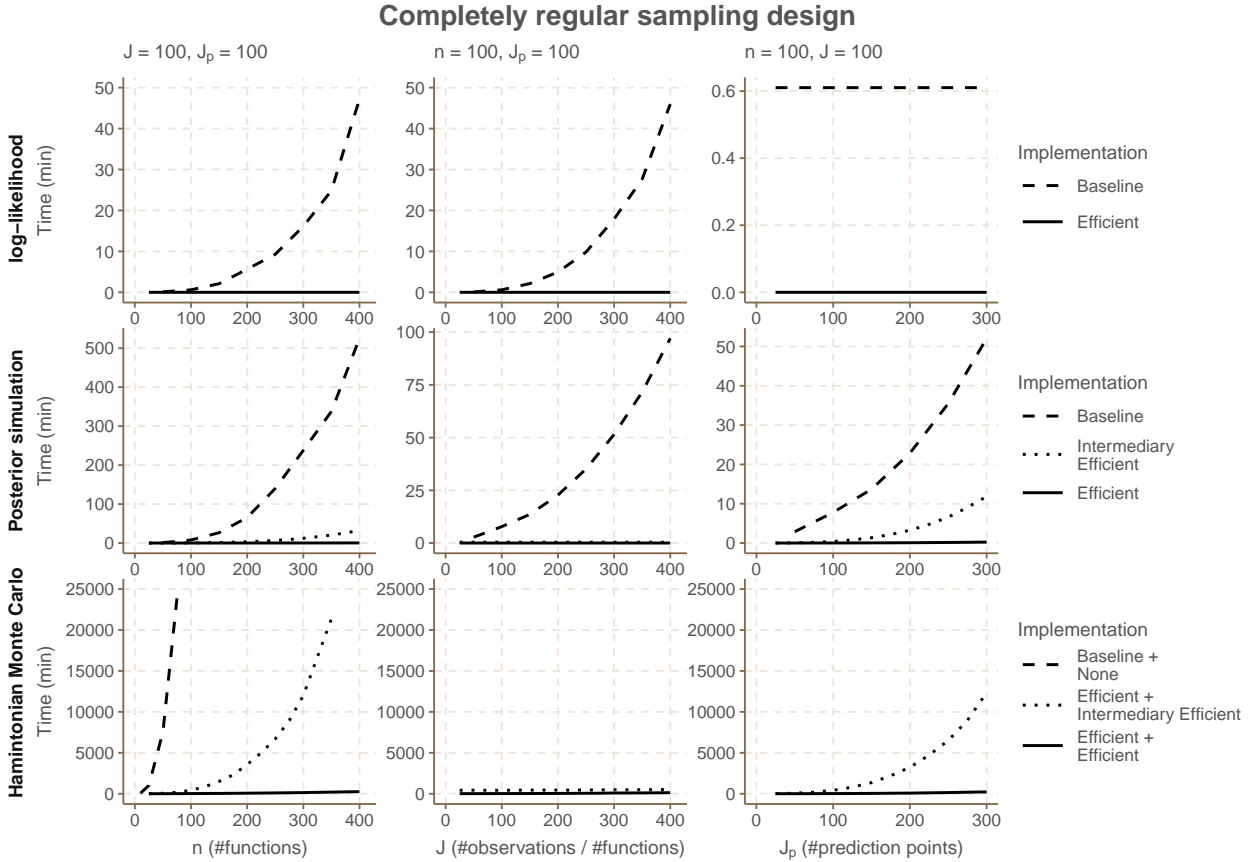 Completely regular sampling design
J = 100, Jp = 100
n = 100, Jp = 100
n = 100, J = 100
log−likelihood
Time (min)
50
40
30
20
10
0
0 100 200 300 400
50
40
30
20
10
0
0 100 200 300 400
0.6
0.4
0.2
0.0
0 100 200 300
Implementation
Baseline
Efficient
Posterior simulation
Time (min)
500
400
300
200
100
0
0 100 200 300 400
100
75
50
25
0
0 100 200 300 400
50
40
30
20
10
0
0 100 200 300
Implementation
Baseline
Intermediary
Efficient
Efficient
Hamintonian Monte Carlo
Time (min)
25000
20000
15000
10000
5000
0
0 100 200 300 400
n (#functions)
25000
20000
15000
10000
5000
0
0 100 200 300 400
J (#observations / #functions)
25000
20000
15000
10000
5000
0
0 100 200 300
Jp (#prediction points)
Implementation
Baseline +
None
Efficient +
Intermediary Efficient
Efficient +
Efficient